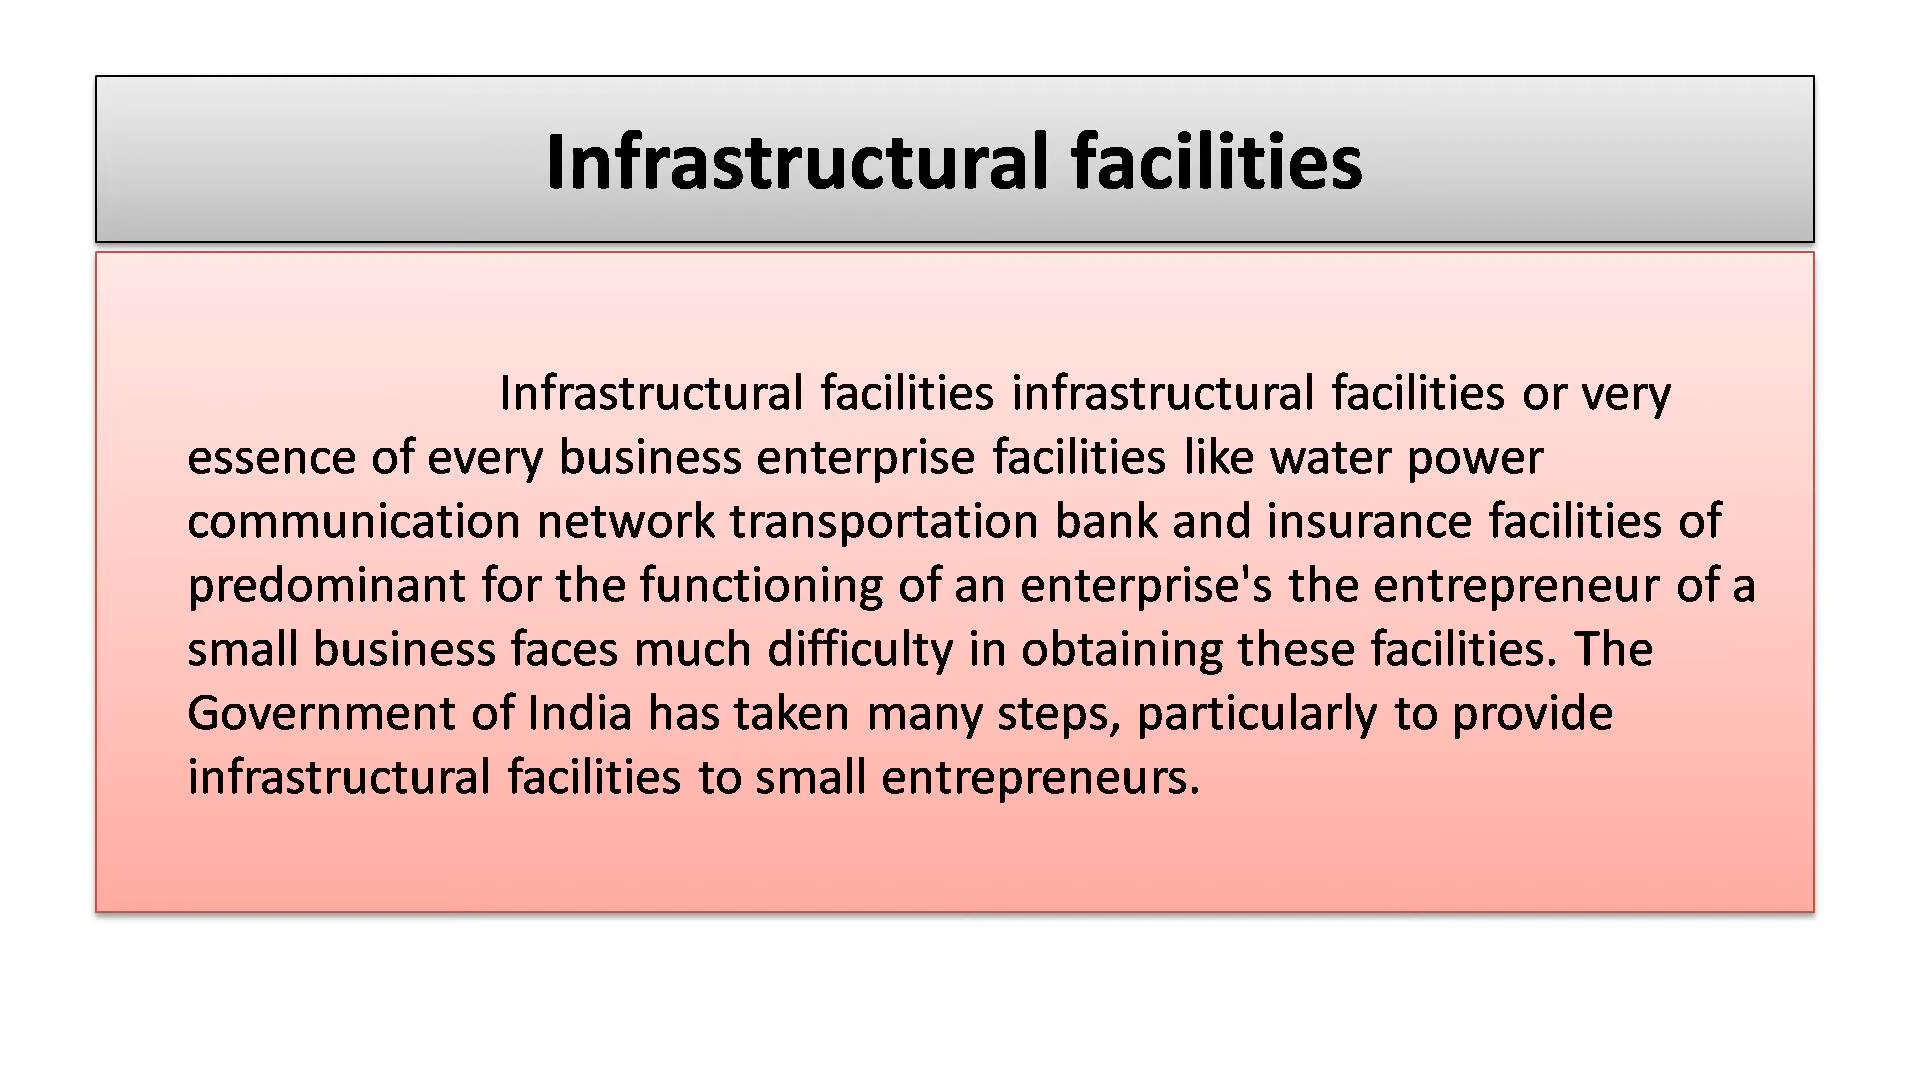 Infrastructural facilities
Infrastructural facilities infrastructural facilities or very
essence of every business enterprise facilities like water power
communication network transportation bank and insurance facilities of
predominant for the functioning of an enterprise's the entrepreneur of a
small business faces much difficulty in obtaining these facilities. The
Government of India has taken many steps, particularly to provide
infrastructural facilities to small entrepreneurs.